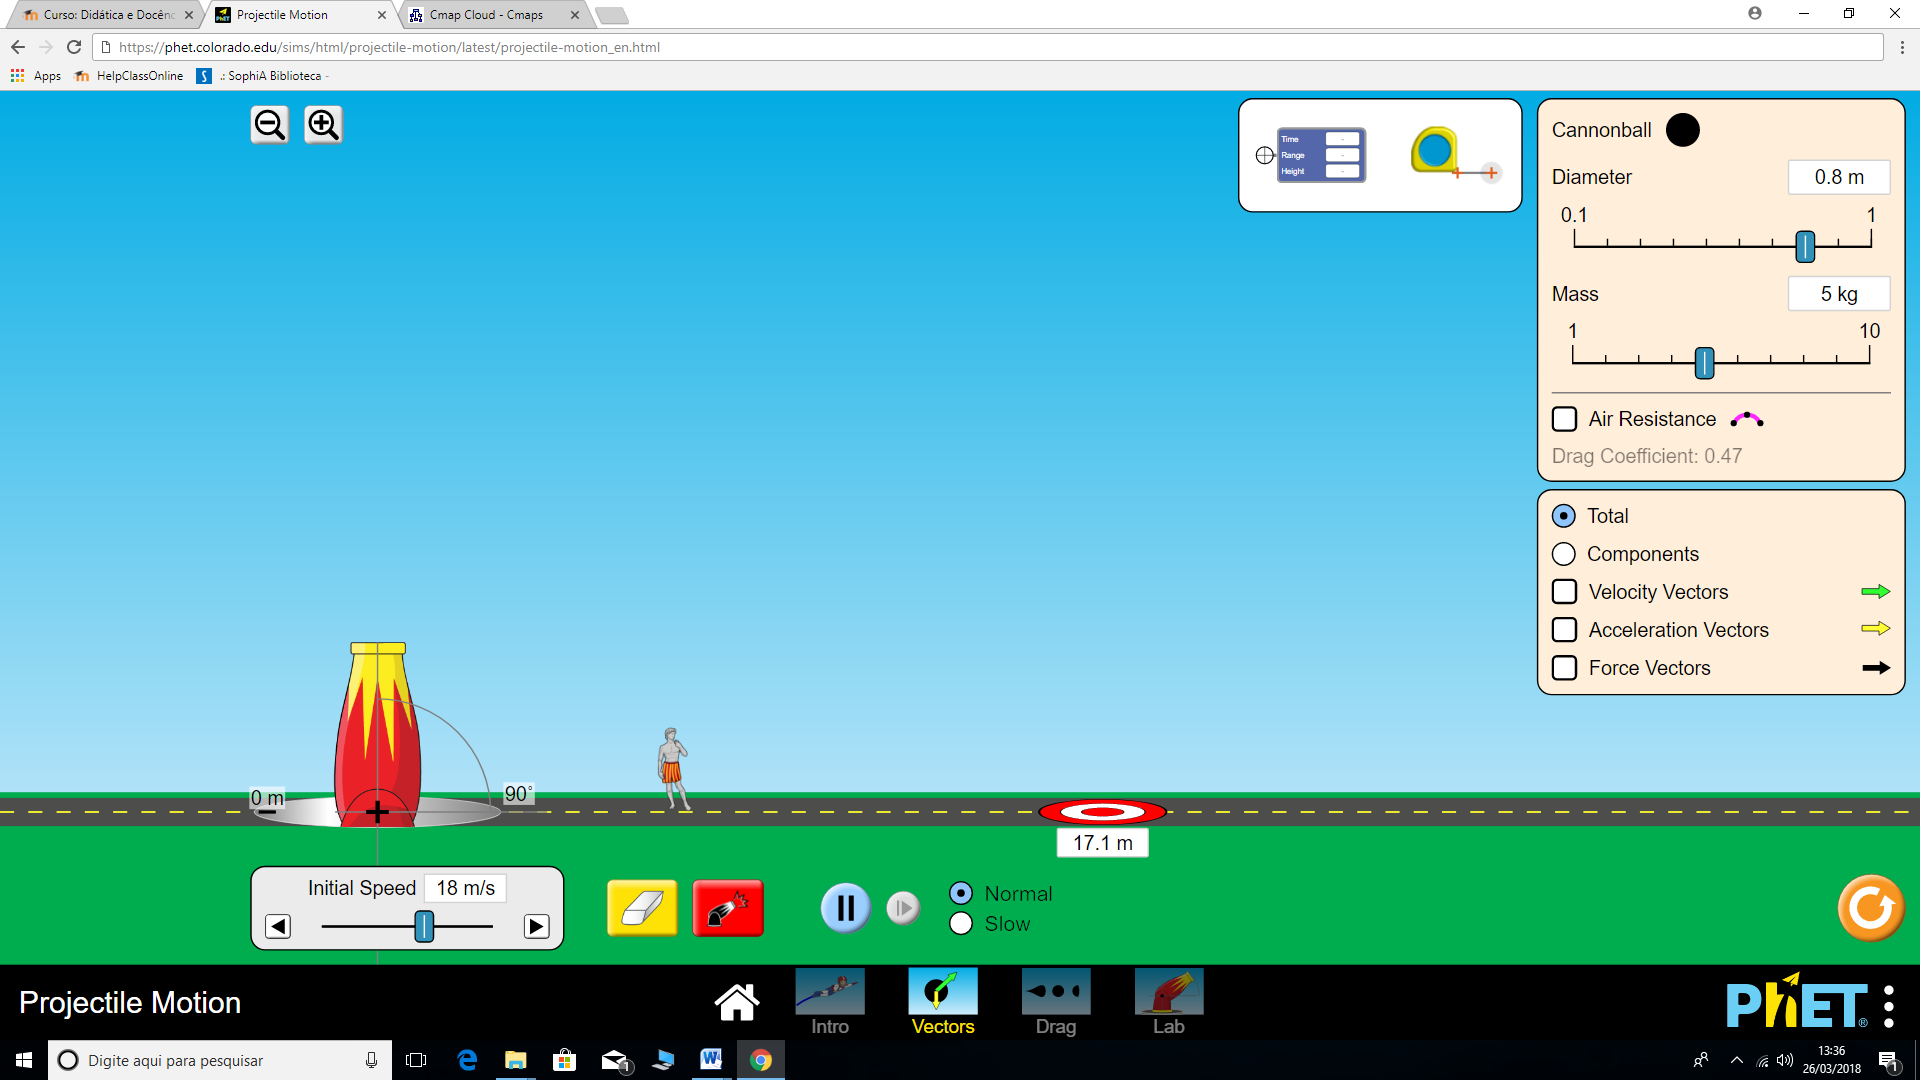 Curso: Didática e Docênc
Projectile Motion
Cmap Cloud - Cmaps
https://phet.colorado.edu/sims/html/projectile-motion/latest/projectile-motion_en.html
Apps
HelpClassOnline
S
.: SophiA Biblioteca -
Time -
Range -
Height -
Cannonball
Diameter
0.8 m
0.1
1
Mass
5 kg
1
10
Air Resistance
Drag Coefficient: 0.47
Total
Components
Velocity Vectors
Acceleration Vectors
Force Vectors
0 m
90°
17.1 m
Initial Speed
18 m/s
Normal
Slow
Projectile Motion
Intro
Vectors
Drag
Lab
PhET®
Digite aqui para pesquisar
1
13:36
26/03/2018
1